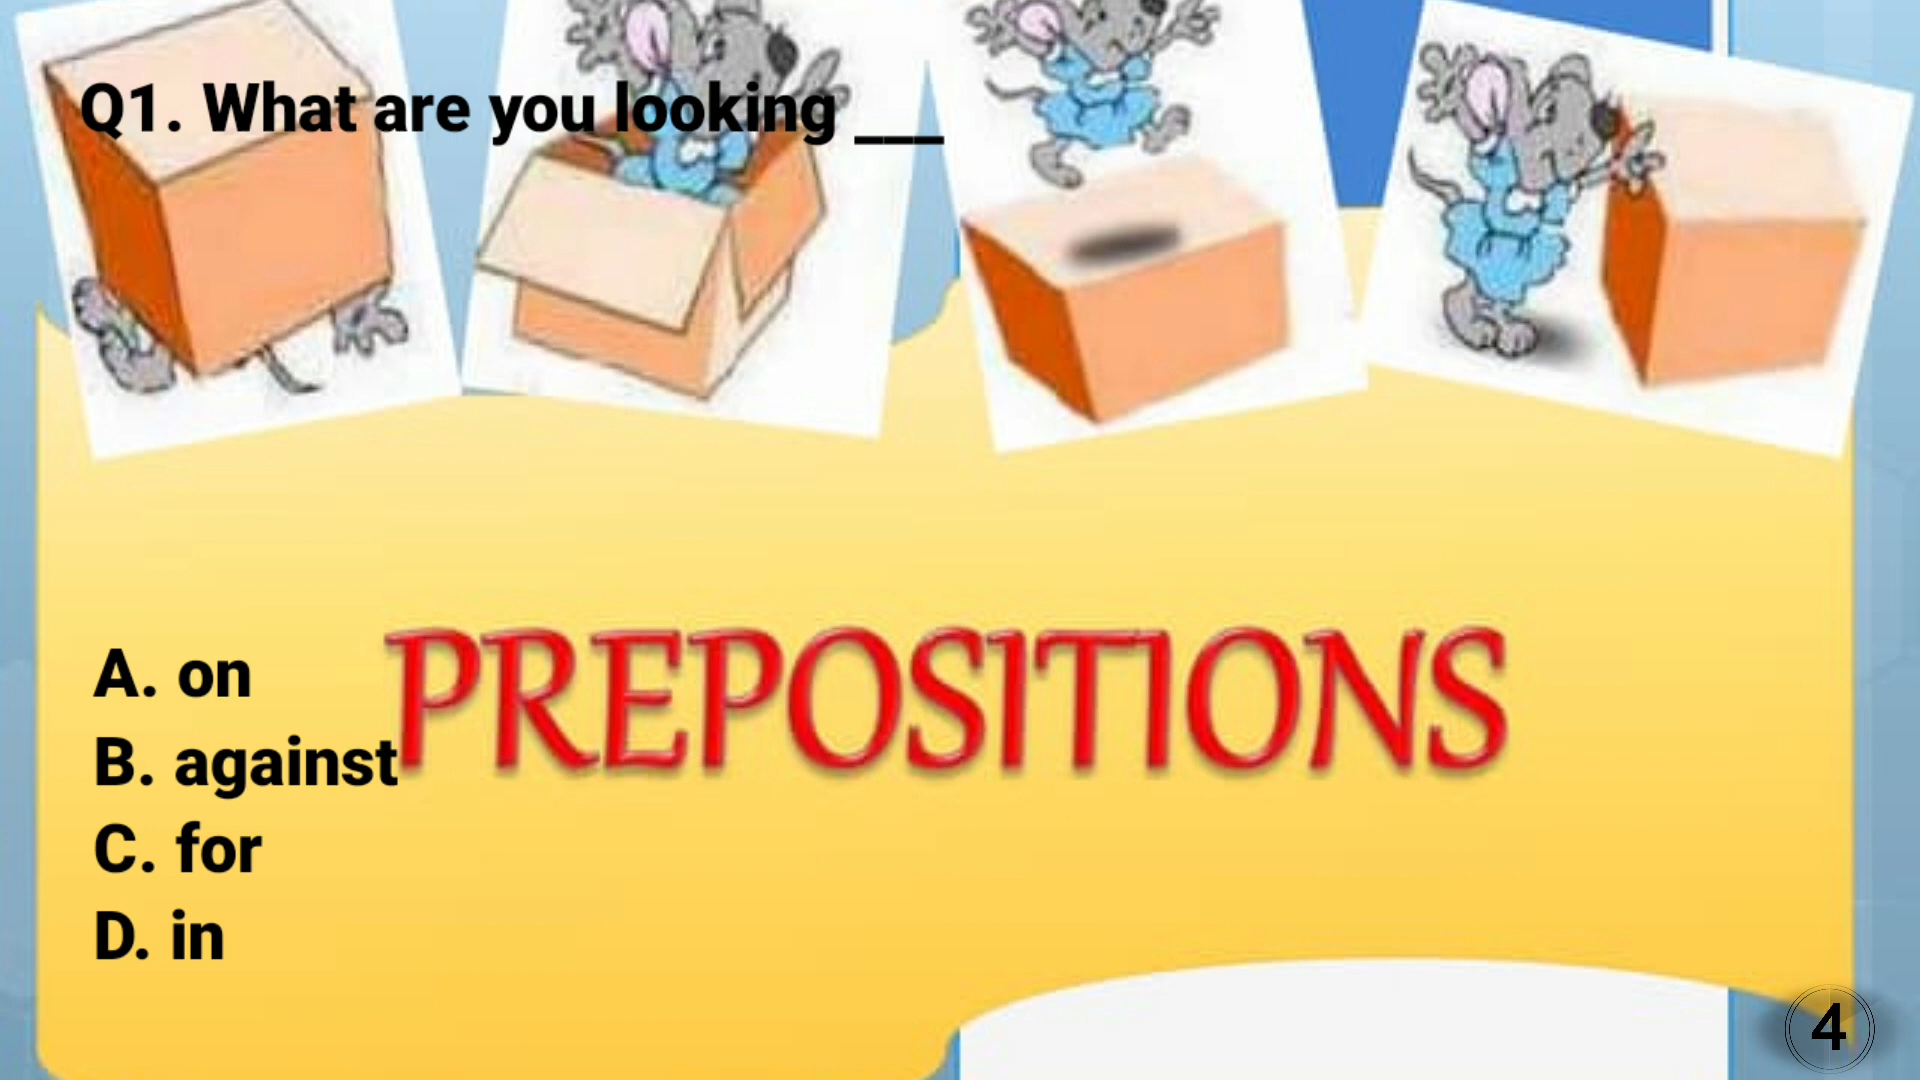 Q1. What are you looking ___
PREPOSITIONS
A. on
B. against
C. for
D. in
4